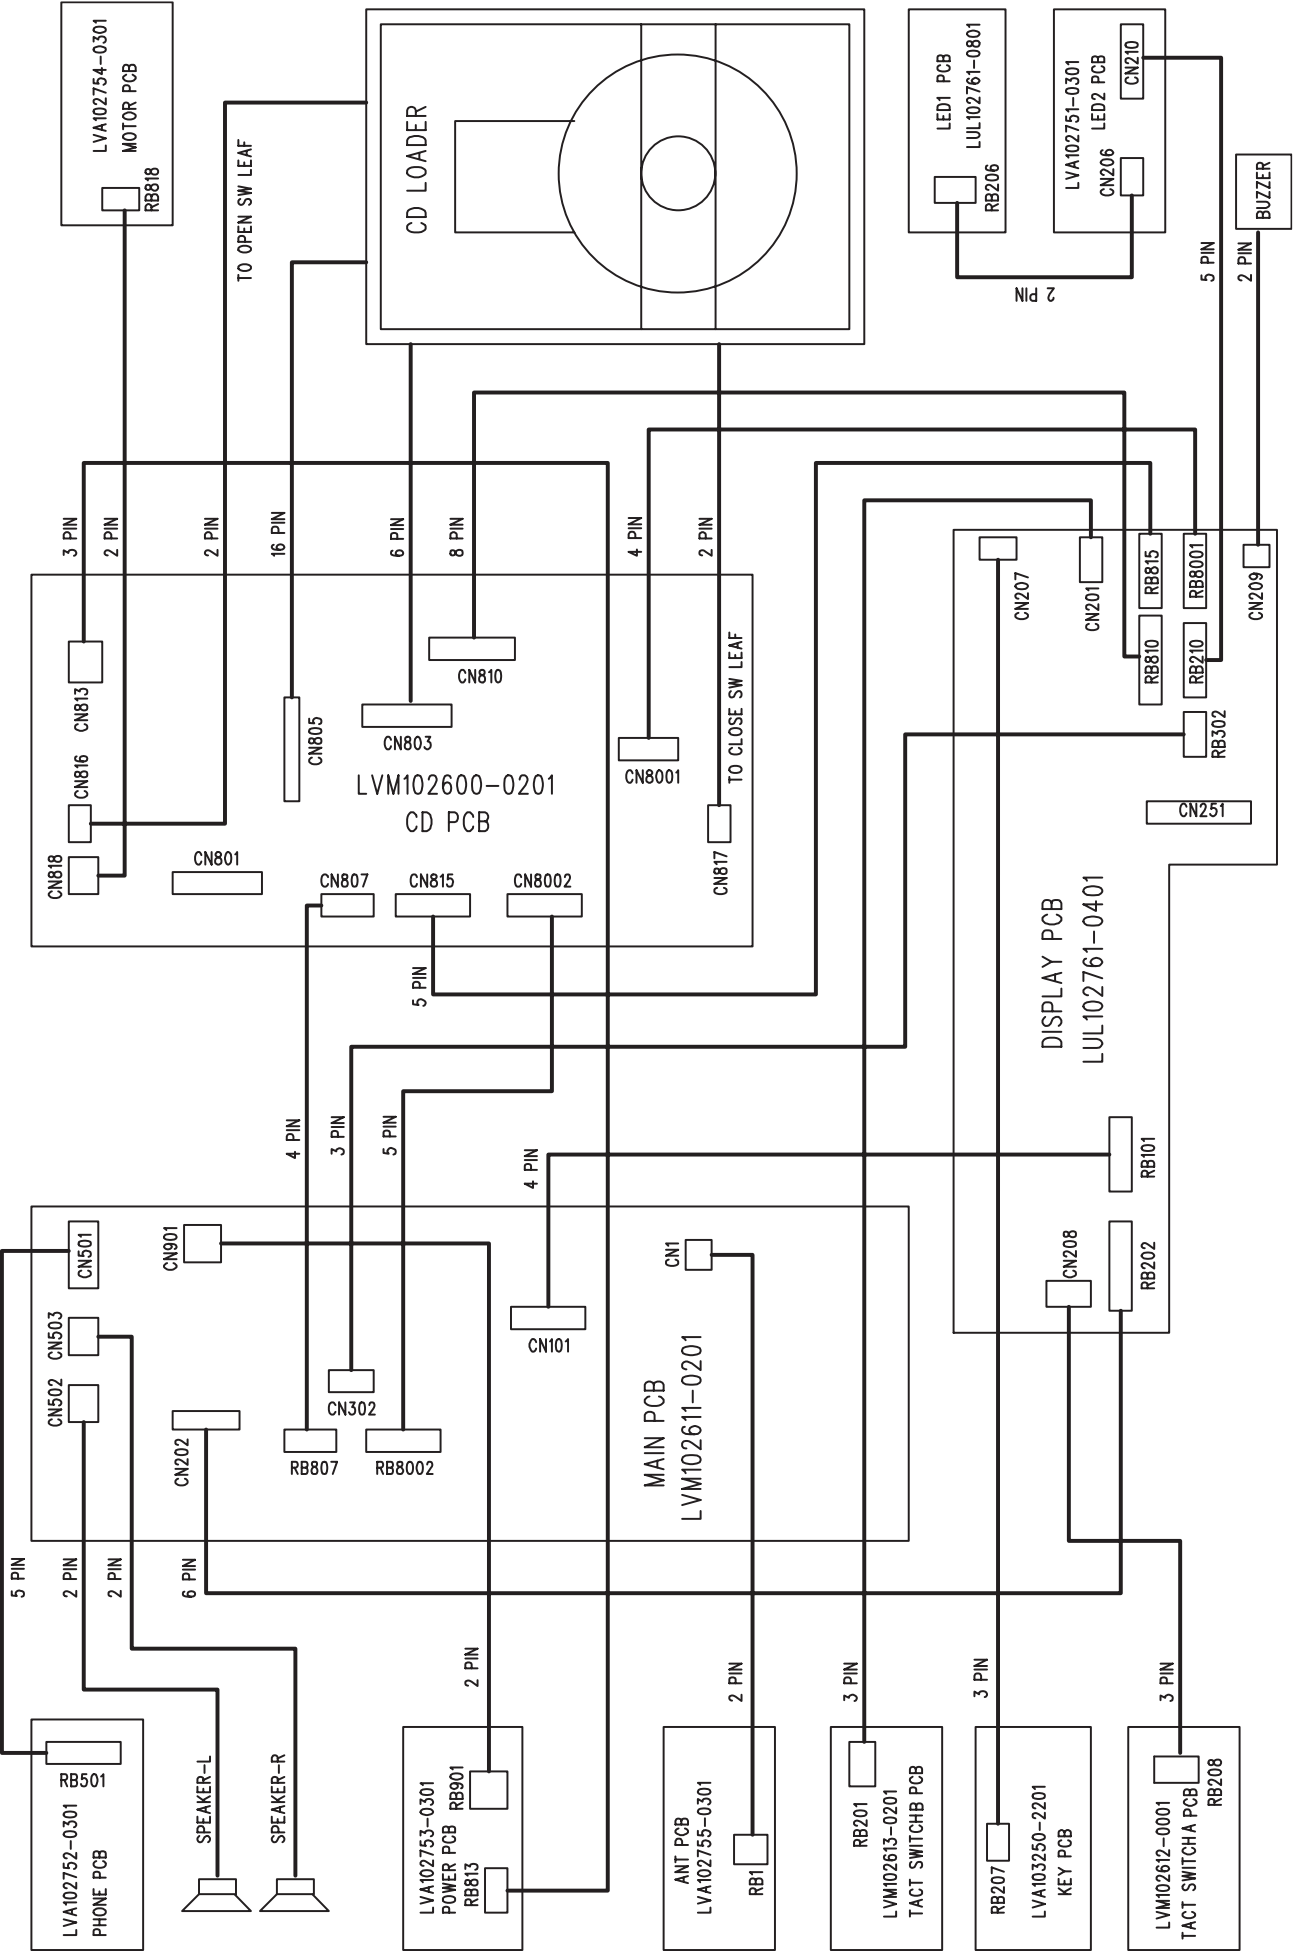 LVA102754-0301
MOTOR PCB
RB818
TO OPEN SW LEAF
CD LOADER
LED1 PCB
LUL102761-0801
RB206
LVA102751-0301
LED2 PCB
CN210
CN206
BUZZER
2 PIN
5 PIN
2 PIN
3 PIN
2 PIN
2 PIN
16 PIN
6 PIN
8 PIN
4 PIN
2 PIN
CN813
CN816
CN818
CN801
CN805
CN803
CN810
CN8001
LVM102600-0201
CD PCB
TO CLOSE SW LEAF
CN817
CN807
CN815
CN8002
5 PIN
CN207
CN201
RB815
RB8001
CN209
RB810
RB210
RB302
CN251
DISPLAY PCB
LUL102761-0401
RB101
CN208
RB202
4 PIN
3 PIN
5 PIN
4 PIN
CN501
CN503
CN502
CN901
CN202
RB807
CN302
RB8002
CN101
CN1
MAIN PCB
LVM102611-0201
5 PIN
2 PIN
2 PIN
6 PIN
2 PIN
2 PIN
3 PIN
3 PIN
3 PIN
RB501
LVA102752-0301
PHONE PCB
SPEAKER-L
SPEAKER-R
LVA102753-0301
POWER PCB
RB901
RB813
ANT PCB
LVA102755-0301
RB1
RB201
LVM102613-0201
TACT SWITCHB PCB
RB207
LVA103250-2201
KEY PCB
LVM102612-0001
TACT SWITCHA PCB
RB208